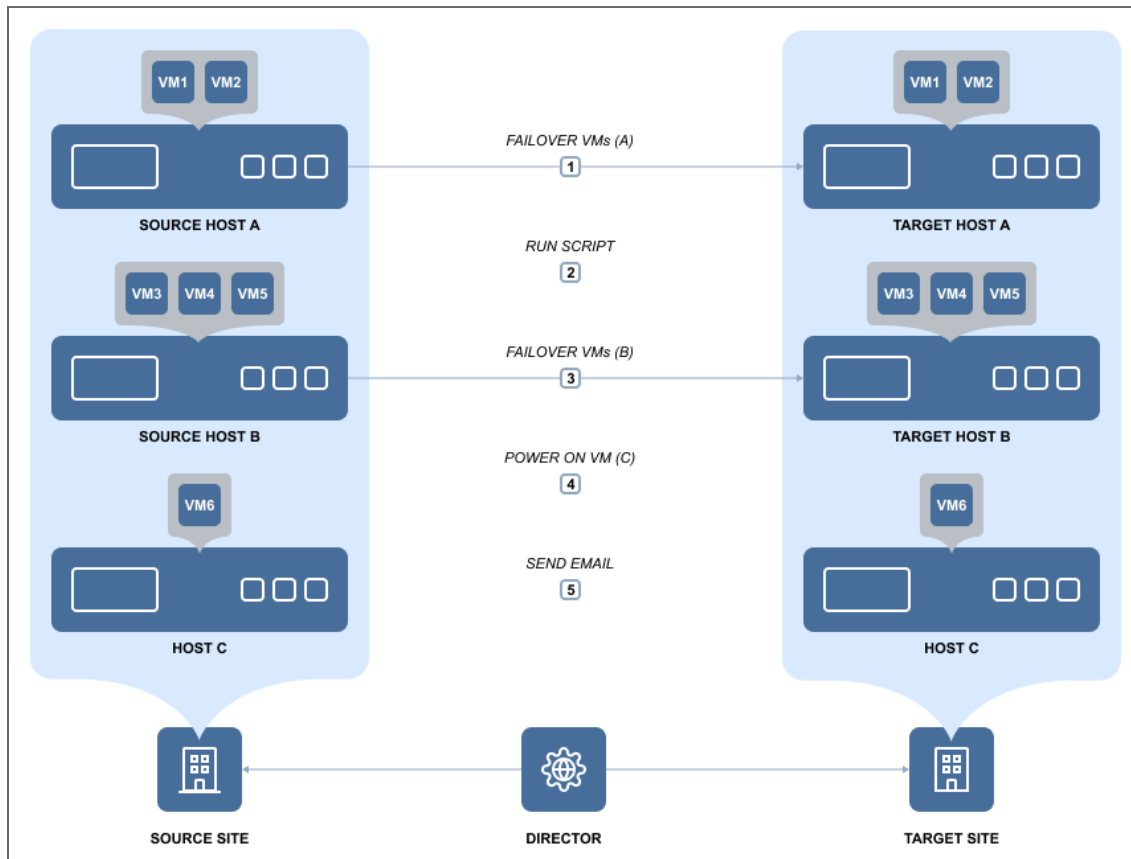 VM1 VM2
VM1 VM2
FAILOVER VMs (A)
1
SOURCE HOST A
TARGET HOST A
RUN SCRIPT
2
VM3 VM4 VM5
VM3 VM4 VM5
FAILOVER VMs (B)
3
SOURCE HOST B
TARGET HOST B
POWER ON VM (C)
4
VM6
VM6
SEND EMAIL
5
HOST C
HOST C
SOURCE SITE
DIRECTOR
TARGET SITE